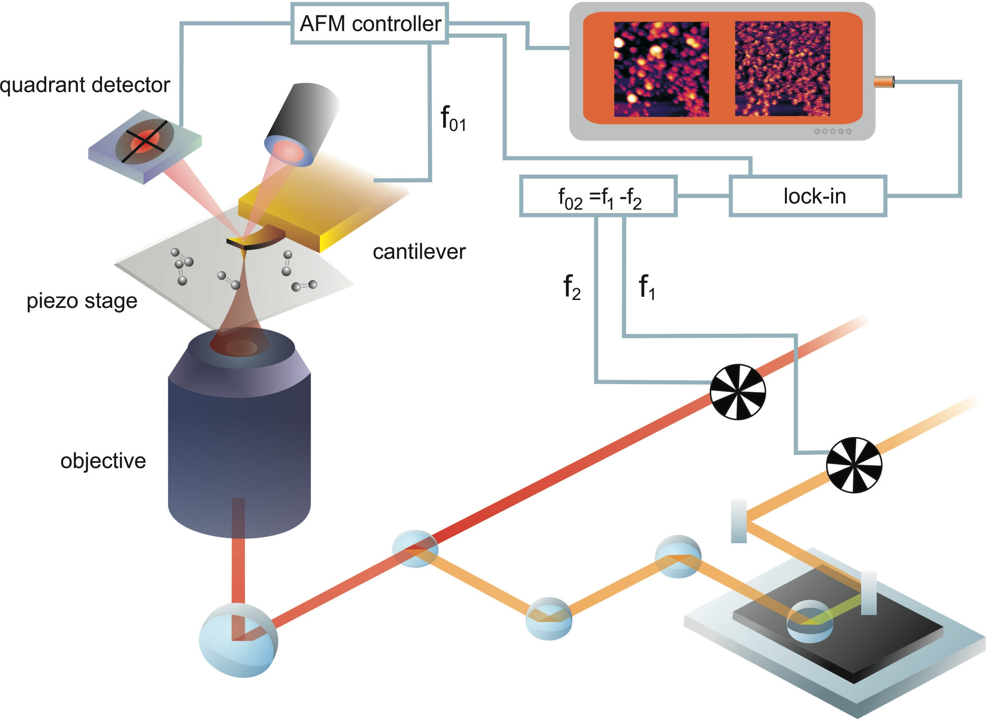 AFM controller
quadrant detector
f₀₁
f₀₂ =f₁ -f₂
lock-in
cantilever
f₂
f₁
piezo stage
objective